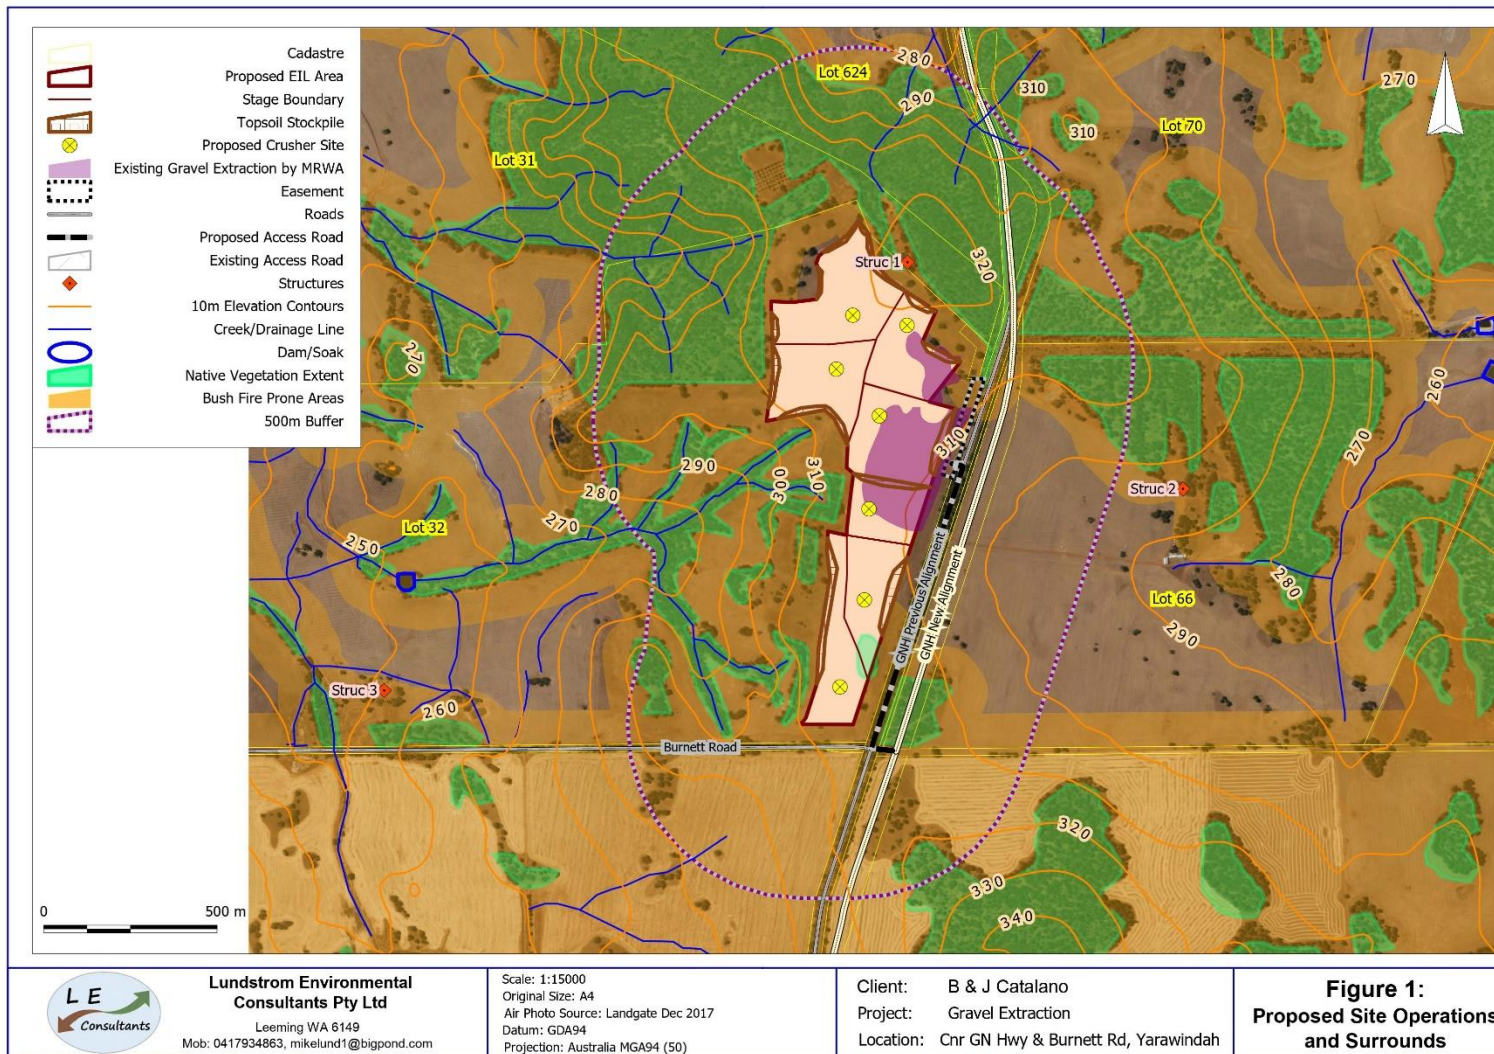 Cadastre
Proposed EIL Area
Stage Boundary
Topsoil Stockpile
Proposed Crusher Site
Existing Gravel Extraction by MRWA
Easement
Roads
Proposed Access Road
Existing Access Road
Structures
10m Elevation Contours
Creek/Drainage Line
Dam/Soak
Native Vegetation Extent
Bush Fire Prone Areas
500m Buffer
Lot 624
280
290
310
310
Lot 70
270
Lot 31
Struc 1
320
270
260
270
310
290
300
310
280
270
Struc 2
Lot 32
250
GNH Previous Alignment
GNH New Alignment
280
Lot 66
290
Struc 3
260
Burnett Road
320
330
340
0 500 m
L E
Consultants
Lundstrom Environmental
Consultants Pty Ltd
Leeming WA 6149
Mob: 0417934863, mikelund1@bigpond.com
Scale: 1:15000
Original Size: A4
Air Photo Source: Landgate Dec 2017
Datum: GDA94
Projection: Australia MGA94 (50)
Client: B & J Catalano
Project: Gravel Extraction
Location: Cnr GN Hwy & Burnett Rd, Yarawindah
Figure 1:
Proposed Site Operations
and Surrounds